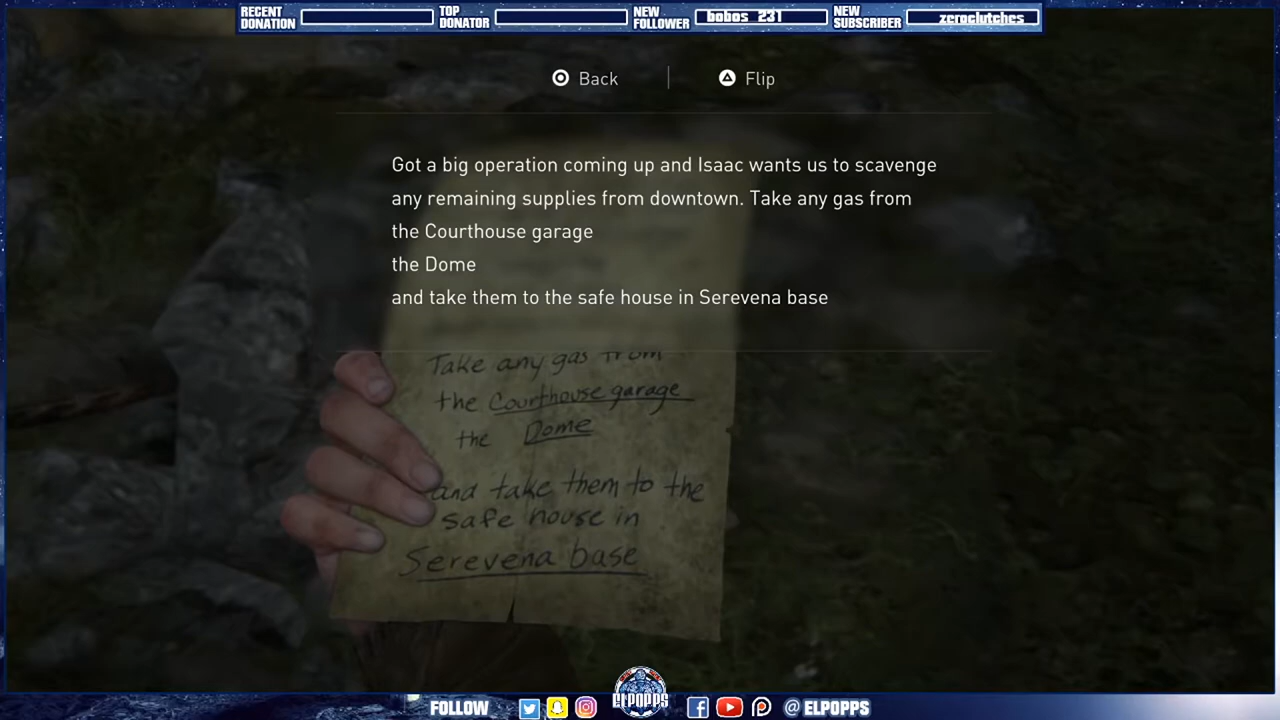 RECENT DONATION
TOP DONATOR
NEW FOLLOWER bobos_231
NEW SUBSCRIBER zeroclutches
Back | Flip
Got a big operation coming up and Isaac wants us to scavenge
any remaining supplies from downtown. Take any gas from
the Courthouse garage
the Dome
and take them to the safe house in Serevena base
Take any gas from
the Courthouse garage
the Dome
and take them to the
safe house in
Serevena base
FOLLOW ELPOPPS @ELPOPPS